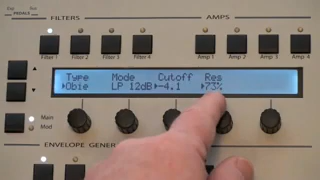 FILTERS
AMPS
PEDALS
Filter 1 Filter 2 Filter 3 Filter 4
Amp 1 Amp 2 Amp 3 Amp 4
Type Mode Cutoff Res
Obie LP 12dB -4.1 73%
Main
Mod
ENVELOPE GENER